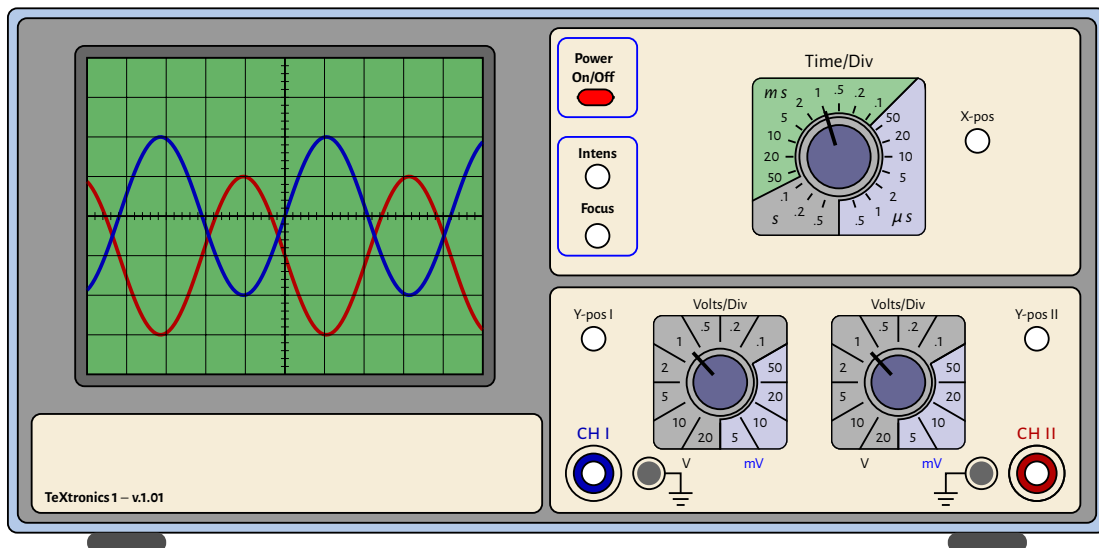 Power
On/Off
Intens
Focus
Time/Div
ms
s
µs
.5
.2
.1
50
20
10
5
2
1
.5
.5
.2
.1
50
20
10
5
2
1
X-pos
Y-pos I
Volts/Div
.5
.2
.1
50
20
10
5
20
10
5
2
1
V
mV
Volts/Div
.5
.2
.1
50
20
10
5
20
10
5
2
1
V
mV
Y-pos II
CH I
CH II
TeXtronics 1 – v.1.01